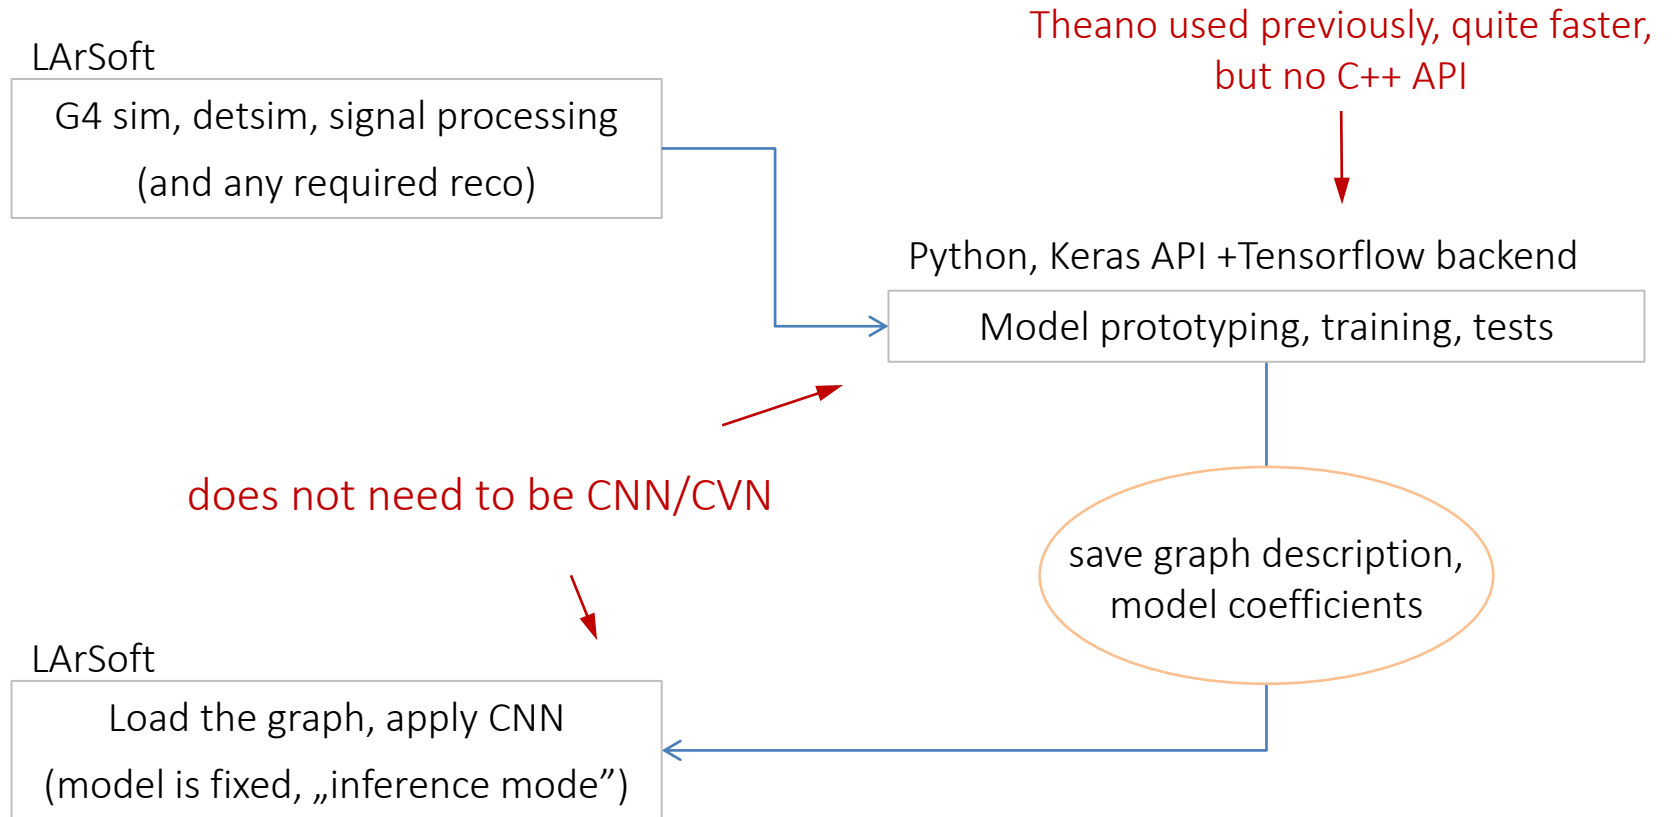 Theano used previously, quite faster,
but no C++ API
LArSoft
G4 sim, detsim, signal processing
(and any required reco)
Python, Keras API +Tensorflow backend
Model prototyping, training, tests
does not need to be CNN/CVN
save graph description,
model coefficients
LArSoft
Load the graph, apply CNN
(model is fixed, „inference mode”)